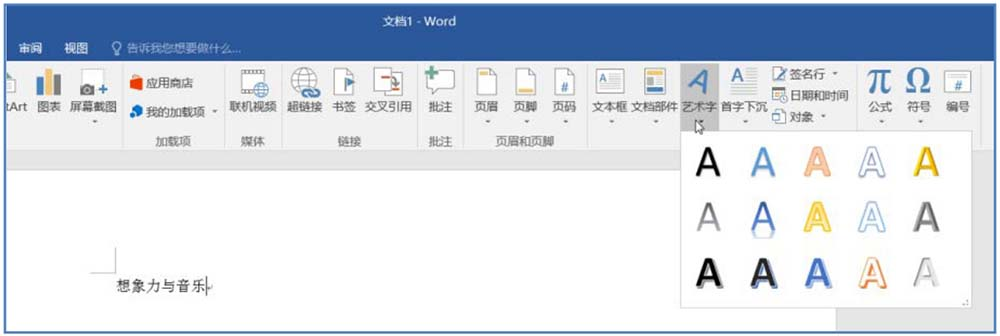 文档1 - Word
审阅 视图 告诉我您想要做什么...
tArt 图表 屏幕截图 应用商店 我的加载项 联机视频 超链接 书签 交叉引用 批注 页眉 页脚 页码 文本框 文档部件 艺术字 首字下沉 签名行 日期和时间 对象 公式 符号 编号
加载项 媒体 链接 批注 页眉和页脚
A A A A A
A A A A A
A A A A A
想象力与音乐